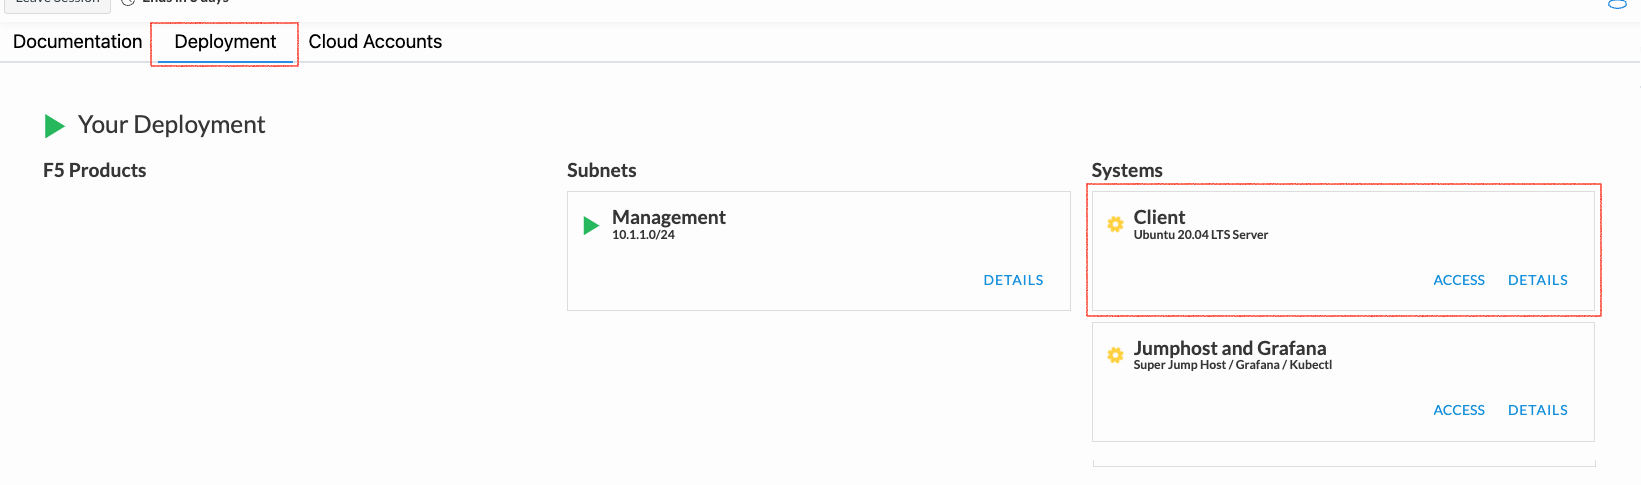 Leave Session
Documentation
Deployment
Cloud Accounts
Your Deployment
F5 Products
Subnets
Management
10.1.1.0/24
DETAILS
Systems
Client
Ubuntu 20.04 LTS Server
ACCESS
DETAILS
Jumphost and Grafana
Super Jump Host / Grafana / Kubectl
ACCESS
DETAILS